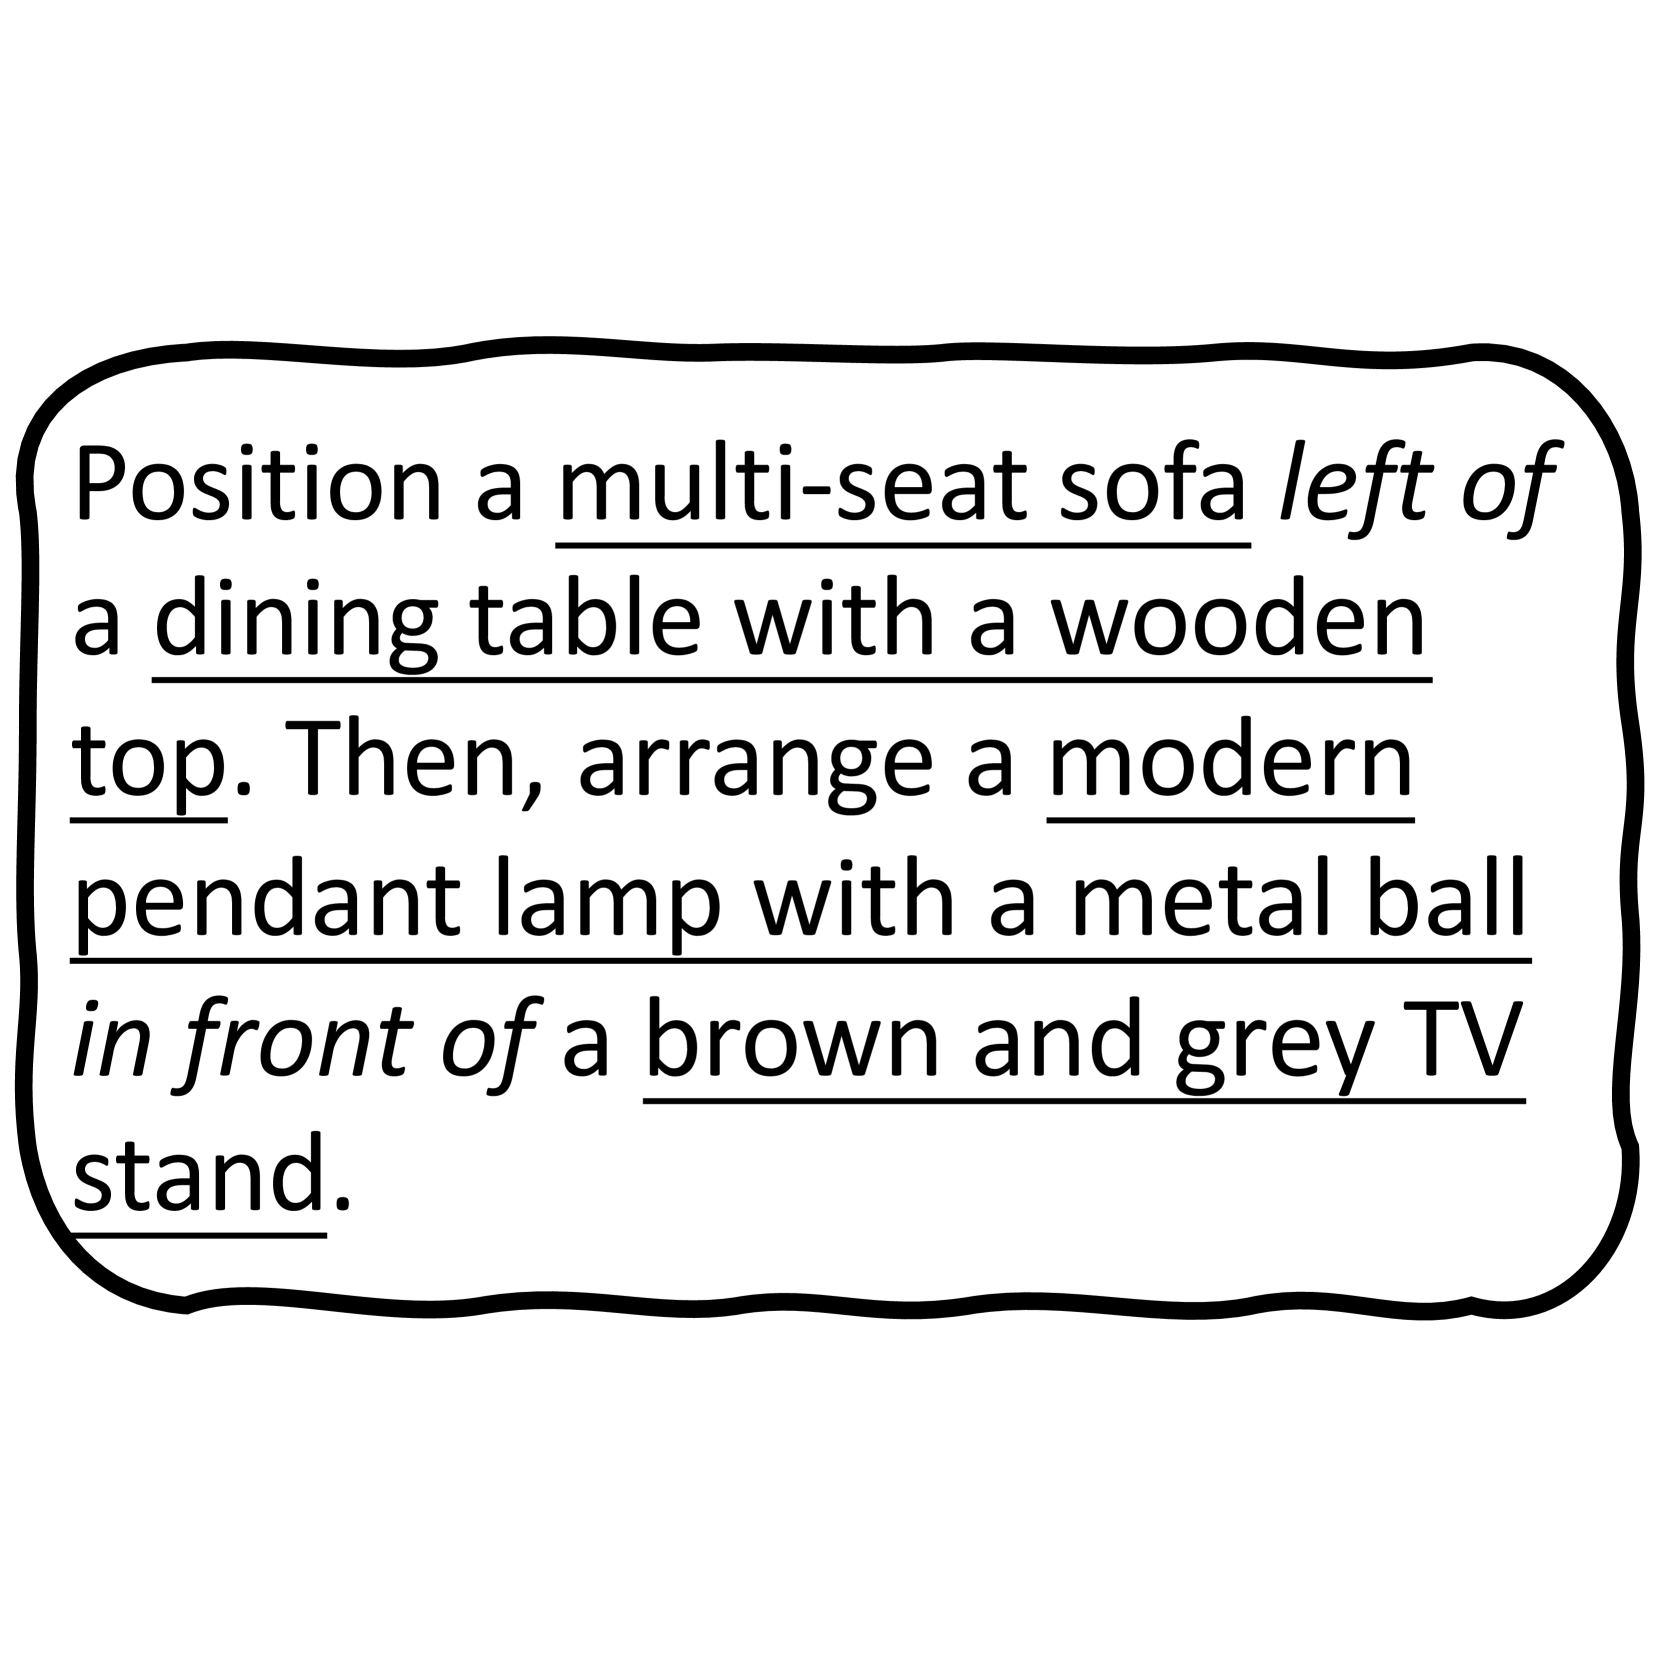 Position a multi-seat sofa left of
a dining table with a wooden
top. Then, arrange a modern
pendant lamp with a metal ball
in front of a brown and grey TV
stand.